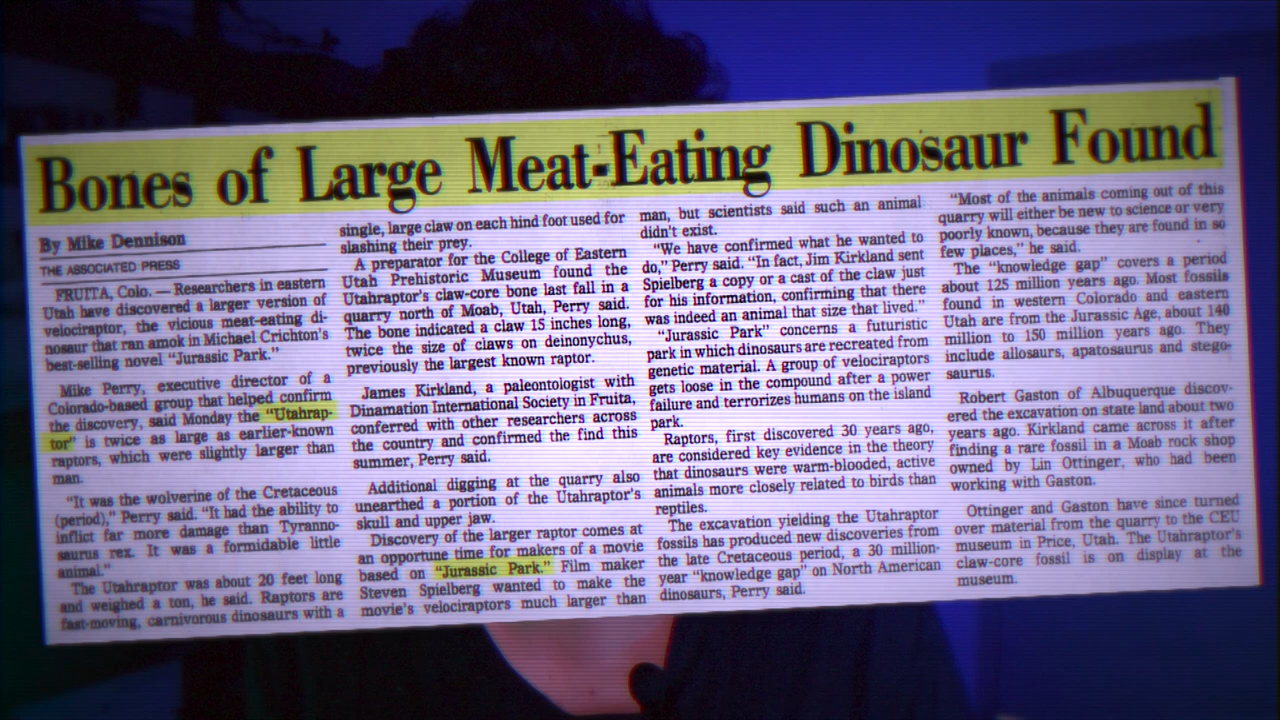 Bones of Large Meat-Eating Dinosaur Found
By Mike Dennison
THE ASSOCIATED PRESS
FRUITA, Colo. — Researchers in eastern
Utah have discovered a larger version of
velociraptor, the vicious meat-eating di-
nosaur that ran amok in Michael Crichton's
best-selling novel “Jurassic Park.”
Mike Perry, executive director of a
Colorado-based group that helped confirm
the discovery, said Monday the “Utahrap-
tor” is twice as large as earlier-known
raptors, which were slightly larger than
man.
“It was the wolverine of the Cretaceous
(period),” Perry said. “It had the ability to
inflict far more damage than Tyranno-
saurus rex. It was a formidable little
animal.”
The Utahraptor was about 20 feet long
and weighed a ton, he said. Raptors are
fast-moving, carnivorous dinosaurs with a
single, large claw on each hind foot used for
slashing their prey.
A preparator for the College of Eastern
Utah Prehistoric Museum found the
Utahraptor's claw-core bone last fall in a
quarry north of Moab, Utah, Perry said.
The bone indicated a claw 15 inches long,
twice the size of claws on deinonychus,
previously the largest known raptor.
James Kirkland, a paleontologist with
Dinamation International Society in Fruita,
conferred with other researchers across
the country and confirmed the find this
summer, Perry said.
Additional digging at the quarry also
unearthed a portion of the Utahraptor's
skull and upper jaw.
Discovery of the larger raptor comes at
an opportune time for makers of a movie
based on “Jurassic Park.” Film maker
Steven Spielberg wanted to make the
movie's velociraptors much larger than
man, but scientists said such an animal
didn't exist.
“We have confirmed what he wanted to
do,” Perry said. “In fact, Jim Kirkland sent
Spielberg a copy or a cast of the claw just
for his information, confirming that there
was indeed an animal that size that lived.”
“Jurassic Park” concerns a futuristic
park in which dinosaurs are recreated from
genetic material. A group of velociraptors
gets loose in the compound after a power
failure and terrorizes humans on the island
park.
Raptors, first discovered 30 years ago,
are considered key evidence in the theory
that dinosaurs were warm-blooded, active
animals more closely related to birds than
reptiles.
The excavation yielding the Utahraptor
fossils has produced new discoveries from
the late Cretaceous period, a 30 million-
year “knowledge gap” on North American
dinosaurs, Perry said.
“Most of the animals coming out of this
quarry will either be new to science or very
poorly known, because they are found in so
few places,” he said.
The “knowledge gap” covers a period
about 125 million years ago. Most fossils
found in western Colorado and eastern
Utah are from the Jurassic Age, about 140
million to 150 million years ago. They
include allosaurs, apatosaurus and stego-
saurus.
Robert Gaston of Albuquerque discov-
ered the excavation on state land about two
years ago. Kirkland came across it after
finding a rare fossil in a Moab rock shop
owned by Lin Ottinger, who had been
working with Gaston.
Ottinger and Gaston have since turned
over material from the quarry to the CEU
museum in Price, Utah. The Utahraptor's
claw-core fossil is on display at the
museum.